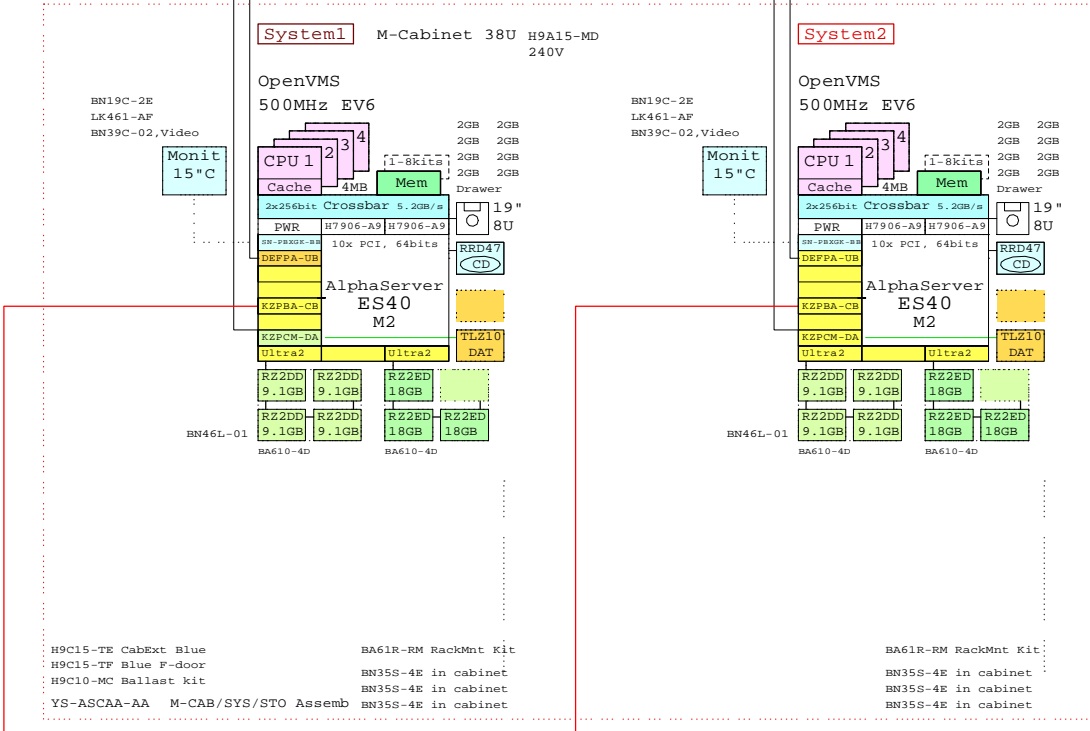 System1 M-Cabinet 38U H9A15-MD
240V
OpenVMS
500MHz EV6
BN19C-2E
LK461-AF
BN39C-02,Video
Monit
15"C
2GB 2GB
2GB 2GB
2GB 2GB
2GB 2GB
CPU 1 2 3 4
Cache
4MB
1-8kits
Mem
Drawer
19"
8U
2x256bit Crossbar 5.2GB/s
PWR H7906-A9 H7906-A9
SN-PBXGK-BB 10x PCI, 64bits
DEFPA-UB
RRD47
CD
AlphaServer
ES40
M2
KZPBA-CB
KZPCM-DA
TLZ10
DAT
Ultra2 Ultra2
RZ2DD RZ2DD RZ2ED
9.1GB 9.1GB 18GB
RZ2DD RZ2DD RZ2ED RZ2ED
9.1GB 9.1GB 18GB 18GB
BN46L-01
BA610-4D BA610-4D
H9C15-TE CabExt Blue
H9C15-TF Blue F-door
H9C10-MC Ballast kit
YS-ASCAA-AA M-CAB/SYS/STO Assemb
BA61R-RM RackMnt Kit
BN35S-4E in cabinet
BN35S-4E in cabinet
BN35S-4E in cabinet
System2
OpenVMS
500MHz EV6
BN19C-2E
LK461-AF
BN39C-02,Video
Monit
15"C
2GB 2GB
2GB 2GB
2GB 2GB
2GB 2GB
CPU 1 2 3 4
Cache
4MB
1-8kits
Mem
Drawer
19"
8U
2x256bit Crossbar 5.2GB/s
PWR H7906-A9 H7906-A9
SN-PBXGK-BB 10x PCI, 64bits
DEFPA-UB
RRD47
CD
AlphaServer
ES40
M2
KZPBA-CB
KZPCM-DA
TLZ10
DAT
Ultra2 Ultra2
RZ2DD RZ2DD RZ2ED
9.1GB 9.1GB 18GB
RZ2DD RZ2DD RZ2ED RZ2ED
9.1GB 9.1GB 18GB 18GB
BN46L-01
BA610-4D BA610-4D
BA61R-RM RackMnt Kit
BN35S-4E in cabinet
BN35S-4E in cabinet
BN35S-4E in cabinet